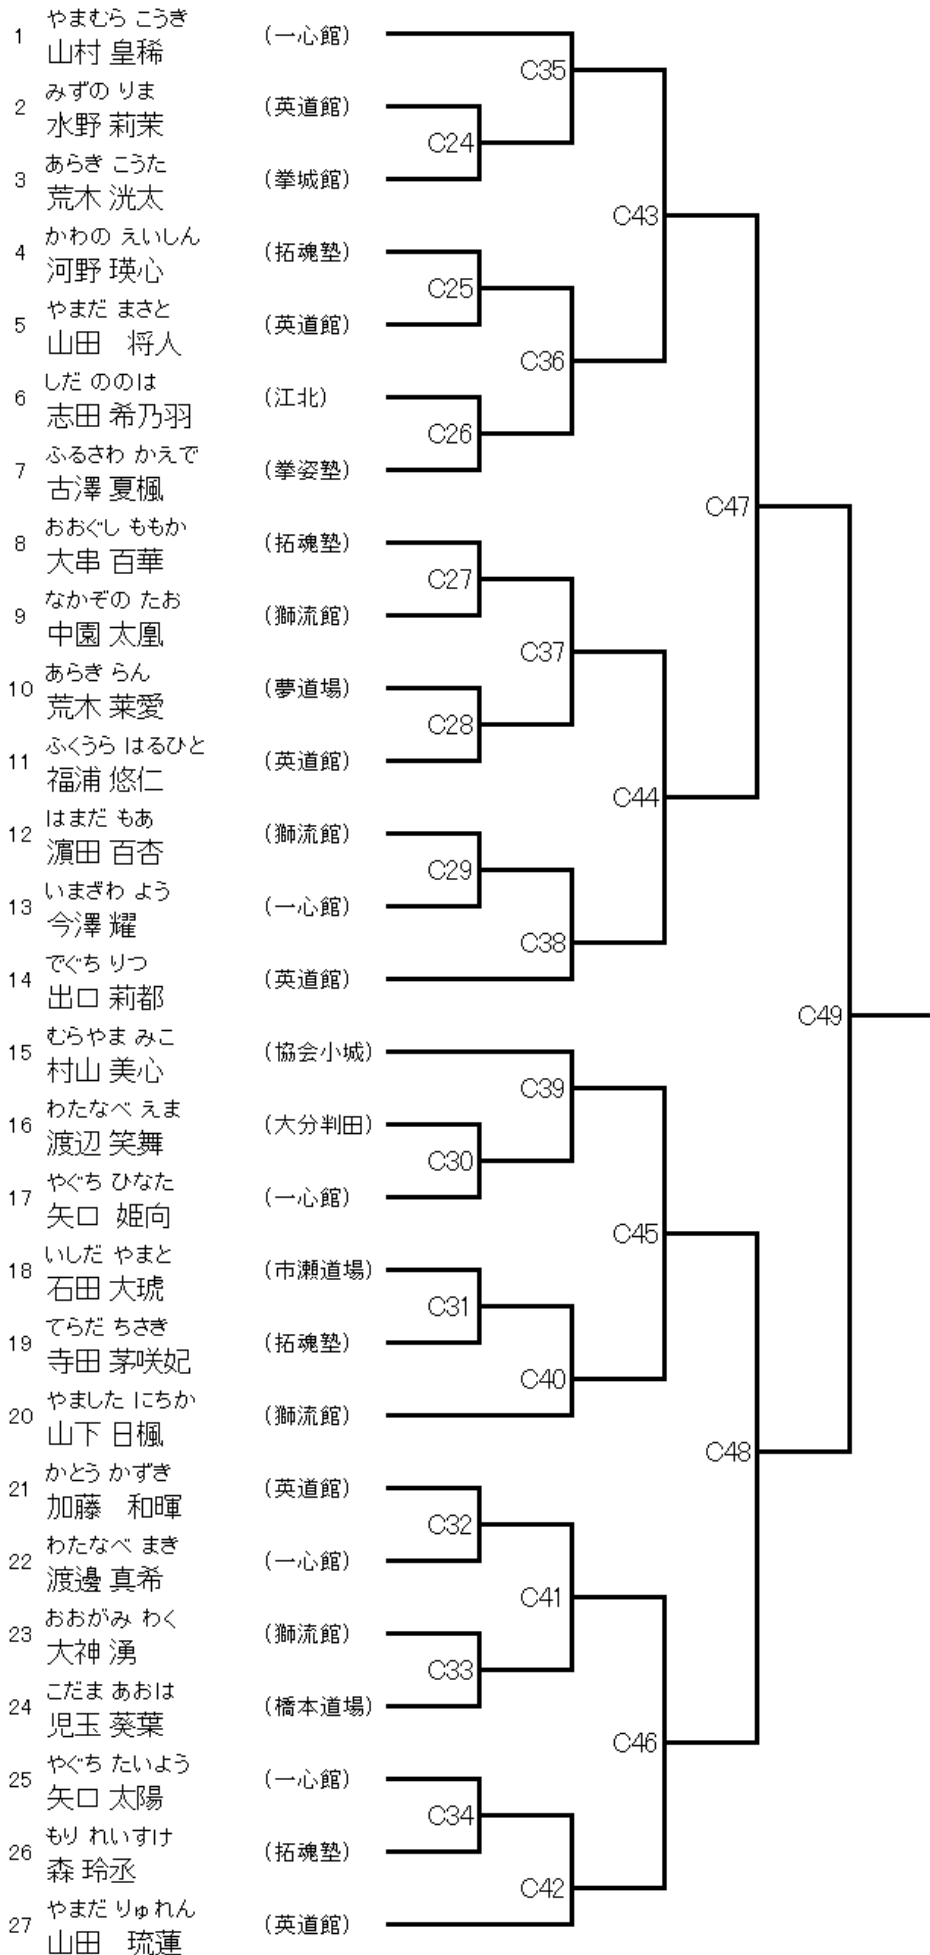 やまむら こうき
1 山村 皇稀 (一心館)
みずの りま
2 水野 莉茉 (英道館)
あらき こうた
3 荒木 洸太 (拳城館)
かわの えいしん
4 河野 瑛心 (拓魂塾)
やまだ まさと
5 山田　将人 (英道館)
しだ ののは
6 志田 希乃羽 (江北)
ふるさわ かえで
7 古澤 夏楓 (拳姿塾)
おおぐし ももか
8 大串 百華 (拓魂塾)
なかぞの たお
9 中園 太凰 (獅流館)
あらき らん
10 荒木 莱愛 (夢道場)
ふくうら はるひと
11 福浦 悠仁 (英道館)
はまだ もあ
12 濵田 百杏 (獅流館)
いまざわ よう
13 今澤 耀 (一心館)
でぐち りつ
14 出口 莉都 (英道館)
むらやま みこ
15 村山 美心 (協会小城)
わたなべ えま
16 渡辺 笑舞 (大分判田)
やぐち ひなた
17 矢口 姫向 (一心館)
いしだ やまと
18 石田 大琥 (市瀬道場)
てらだ ちさき
19 寺田 茅咲妃 (拓魂塾)
やました にちか
20 山下 日楓 (獅流館)
かとう かずき
21 加藤　和暉 (英道館)
わたなべ まき
22 渡邊 真希 (一心館)
おおがみ わく
23 大神 湧 (獅流館)
こだま あおは
24 児玉 葵葉 (橋本道場)
やぐち たいよう
25 矢口 太陽 (一心館)
もり れいすけ
26 森 玲丞 (拓魂塾)
やまだ りゅれん
27 山田　琉蓮 (英道館)
C24
C25
C26
C27
C28
C29
C30
C31
C32
C33
C34
C35
C36
C37
C38
C39
C40
C41
C42
C43
C44
C45
C46
C47
C48
C49